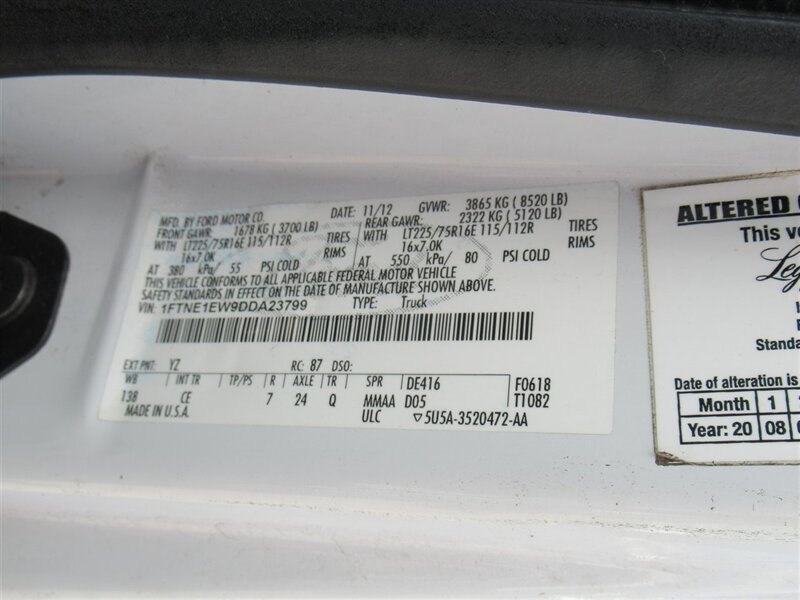 MFD. BY FORD MOTOR CO.
DATE: 11/12 GVWR: 3865 KG ( 8520 LB)
FRONT GAWR: 1678 KG ( 3700 LB) REAR GAWR: 2322 KG ( 5120 LB)
WITH LT225/75R16E 115/112R TIRES WITH LT225/75R16E 115/112R TIRES
16x7.0K RIMS 16x7.0K RIMS
AT 380 kPa/ 55 PSI COLD AT 550 kPa/ 80 PSI COLD
THIS VEHICLE CONFORMS TO ALL APPLICABLE FEDERAL MOTOR VEHICLE
SAFETY STANDARDS IN EFFECT ON THE DATE OF MANUFACTURE SHOWN ABOVE.
VIN: 1FTNE1EW9DDA23799 TYPE: Truck
EXT PNT: YZ RC: 87 DSO:
WB INT TR TP/PS R AXLE TR SPR DE416 F0618
138 CE 7 24 Q MMAA D05 T1082
MADE IN U.S.A. ULC ▽5U5A-3520472-AA
ALTERED
This ve
Leg
Standa
Date of alteration is
Month 1
Year: 20 08